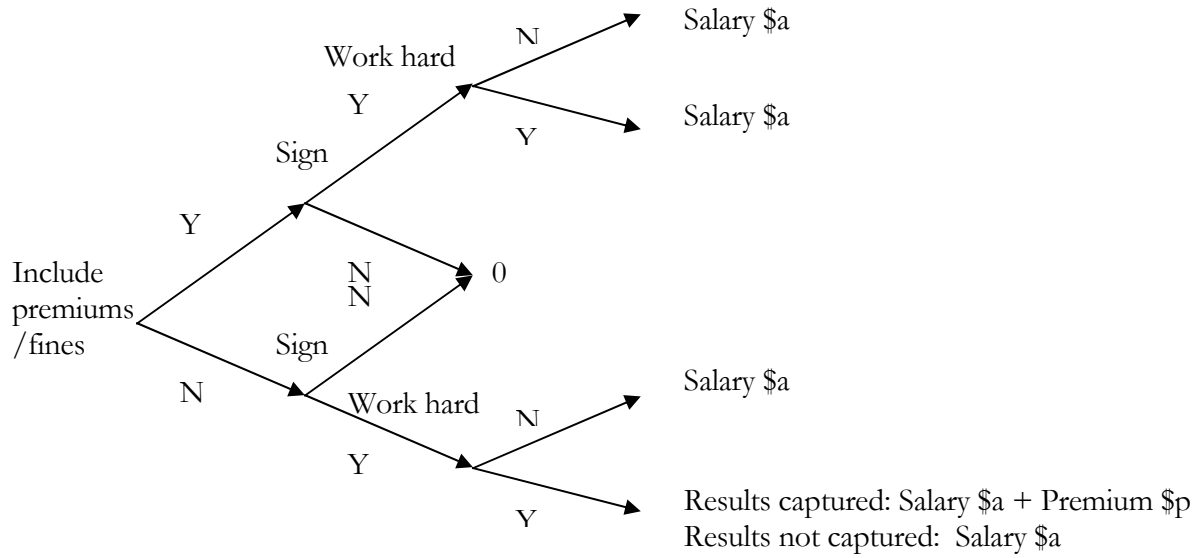 Salary $a
N
Work hard
Y
Salary $a
Y
Sign
Y
Include
premiums
/fines
N
N
0
Sign
N
Salary $a
Work hard
N
Y
Results captured: Salary $a + Premium $p
Y
Results not captured: Salary $a